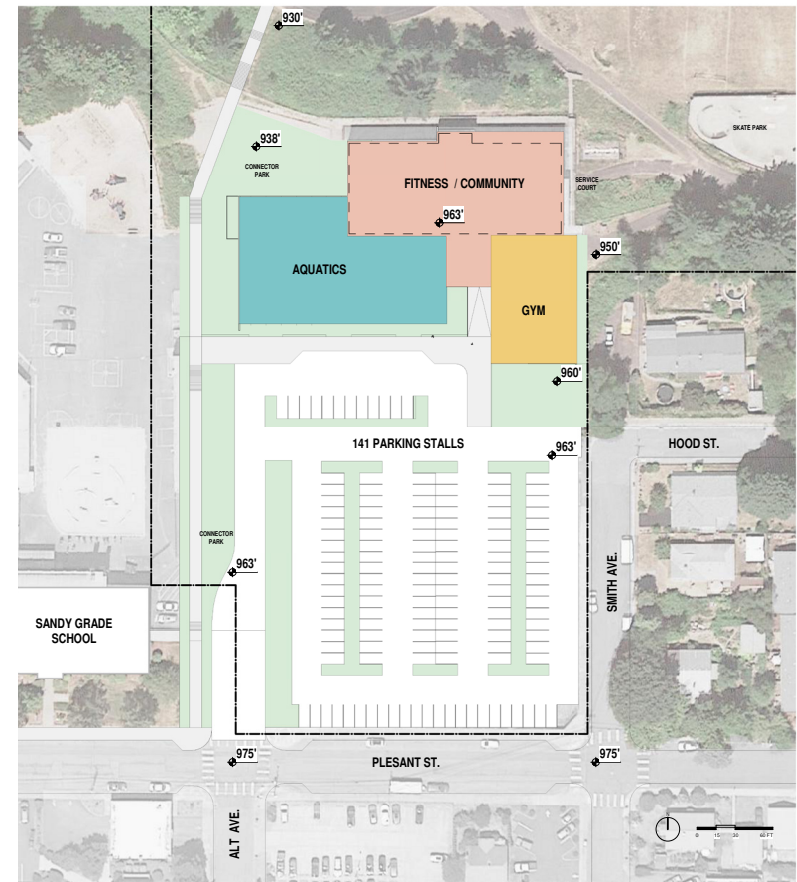 930'
SKATE PARK
938'
CONNECTOR
PARK
FITNESS / COMMUNITY
SERVICE
COURT
963'
950'
AQUATICS
GYM
960'
141 PARKING STALLS
963'
HOOD ST.
CONNECTOR
PARK
963'
SMITH AVE.
SANDY GRADE
SCHOOL
975'
PLESANT ST.
975'
ALT AVE.
0 15 30 60 FT